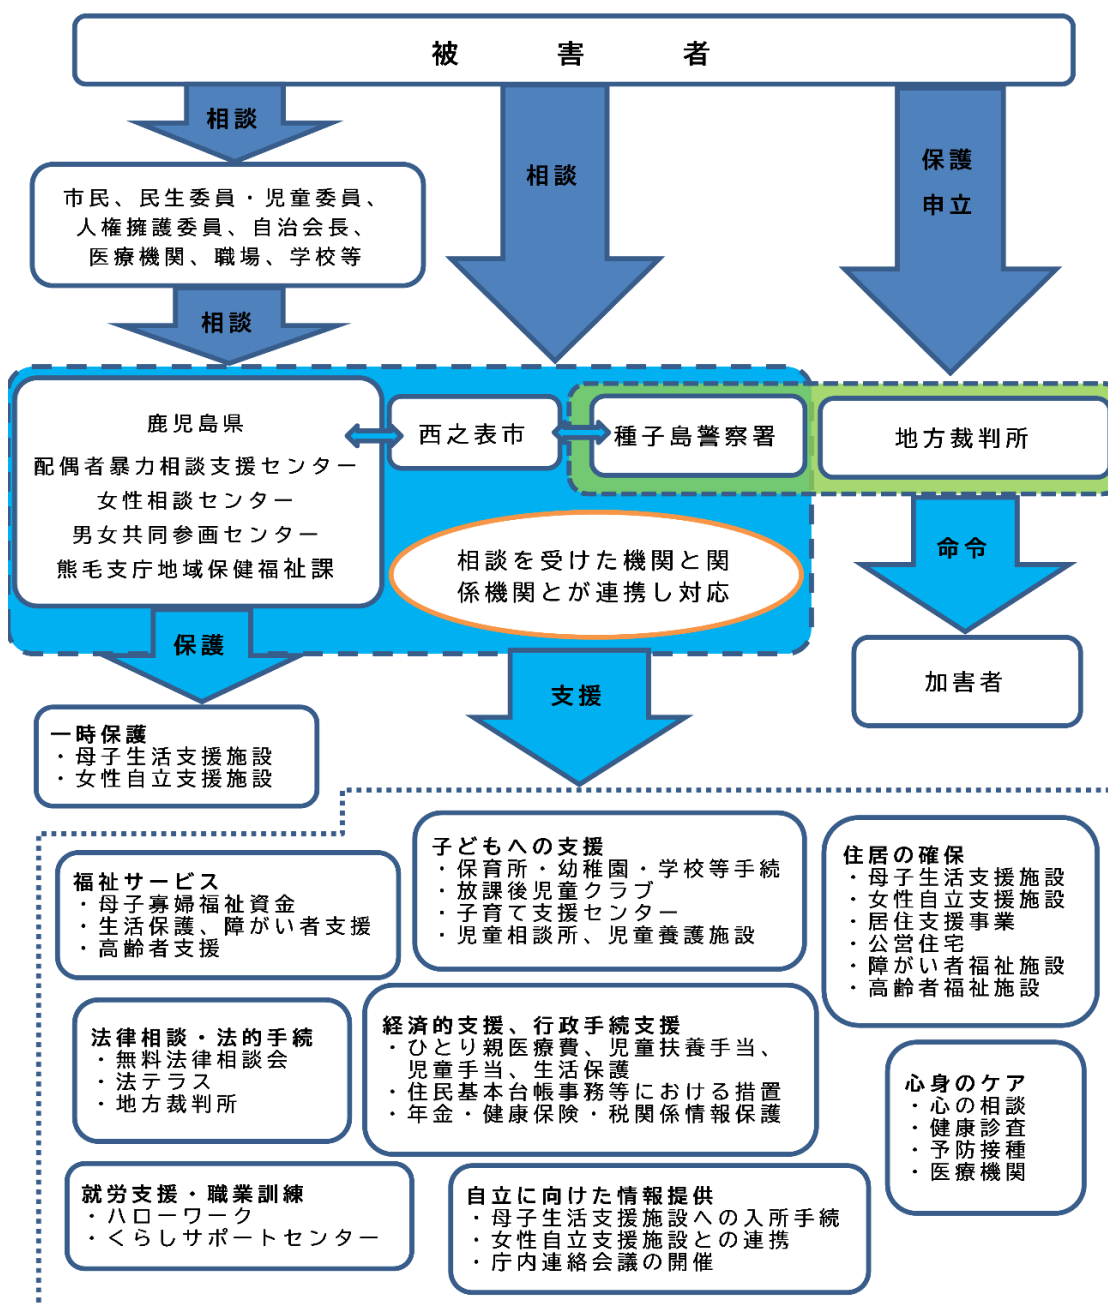 被害者
相談
相談
保護
申立
市民、民生委員・児童委員、
人権擁護委員、自治会長、
医療機関、職場、学校等
相談
鹿児島県
配偶者暴力相談支援センター
女性相談センター
男女共同参画センター
熊毛支庁地域保健福祉課
西之表市
種子島警察署
地方裁判所
相談を受けた機関と関
係機関とが連携し対応
命令
加害者
保護
支援
一時保護
・母子生活支援施設
・女性自立支援施設
福祉サービス
・母子寡婦福祉資金
・生活保護、障がい者支援
・高齢者支援
子どもへの支援
・保育所・幼稚園・学校等手続
・放課後児童クラブ
・子育て支援センター
・児童相談所、児童養護施設
住居の確保
・母子生活支援施設
・女性自立支援施設
・居住支援事業
・公営住宅
・障がい者福祉施設
・高齢者福祉施設
法律相談・法的手続
・無料法律相談会
・法テラス
・地方裁判所
経済的支援、行政手続支援
・ひとり親医療費、児童扶養手当、
児童手当、生活保護
・住民基本台帳事務等における措置
・年金・健康保険・税関係情報保護
心身のケア
・心の相談
・健康診査
・予防接種
・医療機関
就労支援・職業訓練
・ハローワーク
・くらしサポートセンター
自立に向けた情報提供
・母子生活支援施設への入所手続
・女性自立支援施設との連携
・庁内連絡会議の開催